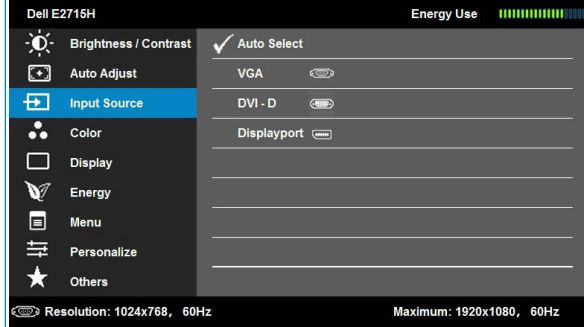 Dell E2715H
Energy Use
Brightness / Contrast
Auto Adjust
Input Source
Color
Display
Energy
Menu
Personalize
Others
Auto Select
VGA
DVI - D
Displayport
Resolution: 1024x768, 60Hz
Maximum: 1920x1080, 60Hz